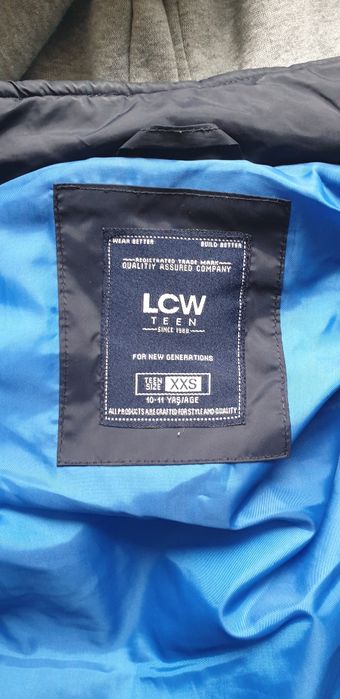 WEAR BETTER BUILD BETTER
REGISTERED TRADE MARK
QUALITIY ASSURED COMPANY
LCW
TEEN
SINCE 1988
FOR NEW GENERATIONS
TEEN SIZE XXS
10-11 YAŞ/AGE
ALL PRODUCTS ARE CRAFTED FOR STYLE AND QUALITY